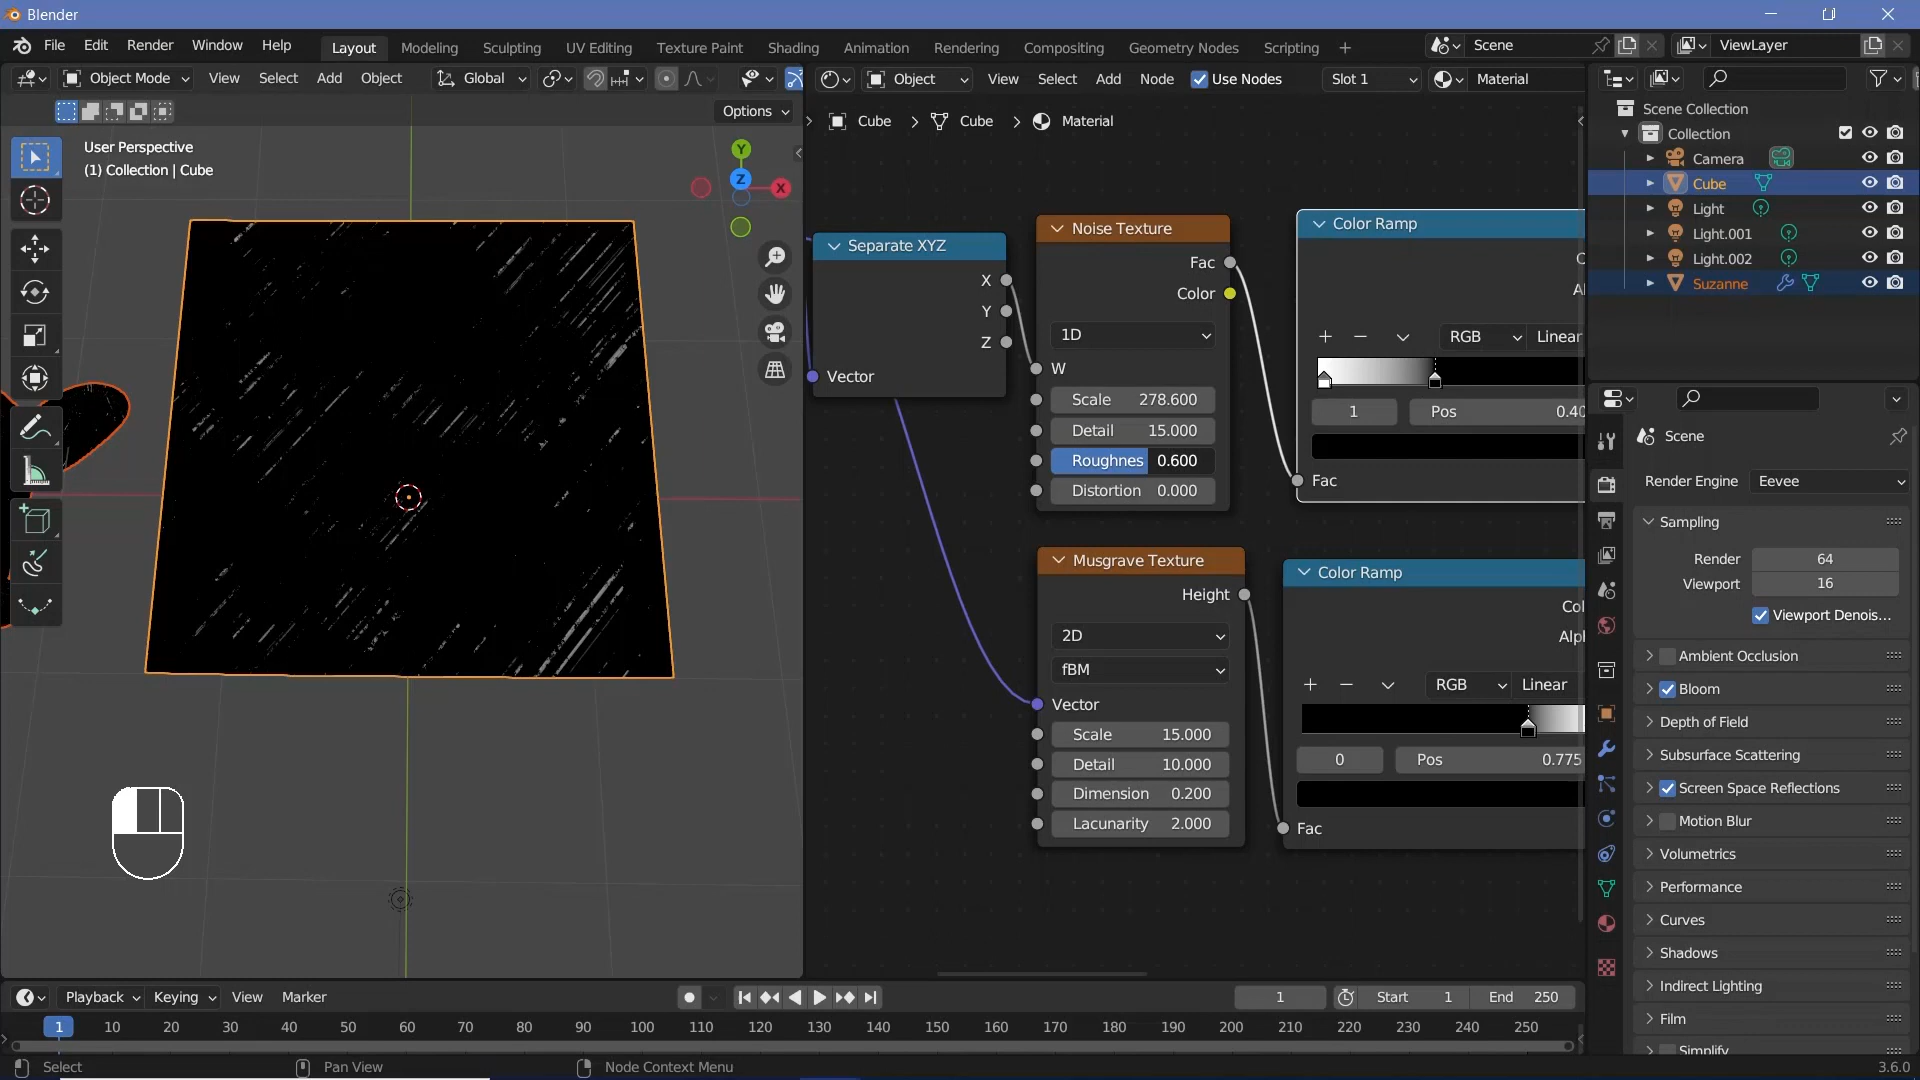 Blender
File Edit Render Window Help
Layout Modeling Sculpting UV Editing Texture Paint Shading Animation Rendering Compositing Geometry Nodes Scripting
Scene
ViewLayer
Object Mode View Select Add Object Global
Object View Select Add Node Use Nodes Slot 1 Material
Options
User Perspective
(1) Collection | Cube
Y
Z
X
Cube > Cube > Material
Separate XYZ
X
Y
Z
Vector
Noise Texture
Fac
Color
1D
W
Scale 278.600
Detail 15.000
Roughnes 0.600
Distortion 0.000
Color Ramp
C
Al
RGB Linear
1 Pos 0.40
Fac
Musgrave Texture
Height
2D
fBM
Vector
Scale 15.000
Detail 10.000
Dimension 0.200
Lacunarity 2.000
Color Ramp
Col
Alph
RGB Linear
0 Pos 0.775
Fac
Scene Collection
Collection
Camera
Cube
Light
Light.001
Light.002
Suzanne
Scene
Render Engine Eevee
Sampling
Render 64
Viewport 16
Viewport Denois...
Ambient Occlusion
Bloom
Depth of Field
Subsurface Scattering
Screen Space Reflections
Motion Blur
Volumetrics
Performance
Curves
Shadows
Indirect Lighting
Film
Simplify
Playback Keying View Marker
1 Start 1 End 250
1 10 20 30 40 50 60 70 80 90 100 110 120 130 140 150 160 170 180 190 200 210 220 230 240 250
Select Pan View Node Context Menu 3.6.0